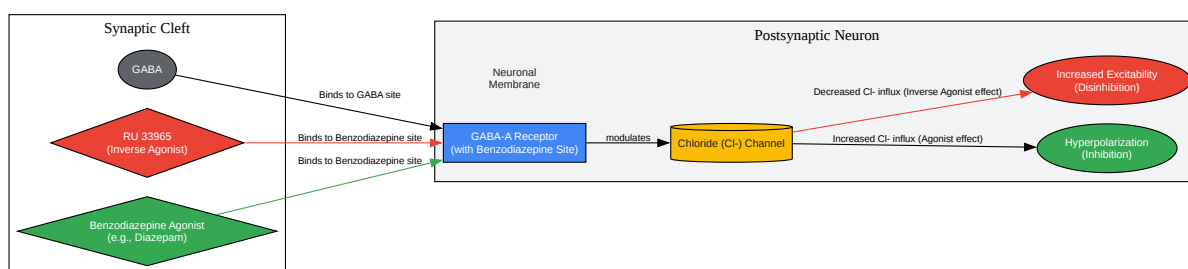 Synaptic Cleft
GABA
RU 33965
(Inverse Agonist)
Benzodiazepine Agonist
(e.g., Diazepam)
Binds to GABA site
Binds to Benzodiazepine site
Binds to Benzodiazepine site
Postsynaptic Neuron
Neuronal
Membrane
GABA-A Receptor
(with Benzodiazepine Site)
modulates
Chloride (Cl-) Channel
Decreased Cl- influx (Inverse Agonist effect)
Increased Cl- influx (Agonist effect)
Increased Excitability
(Disinhibition)
Hyperpolarization
(Inhibition)